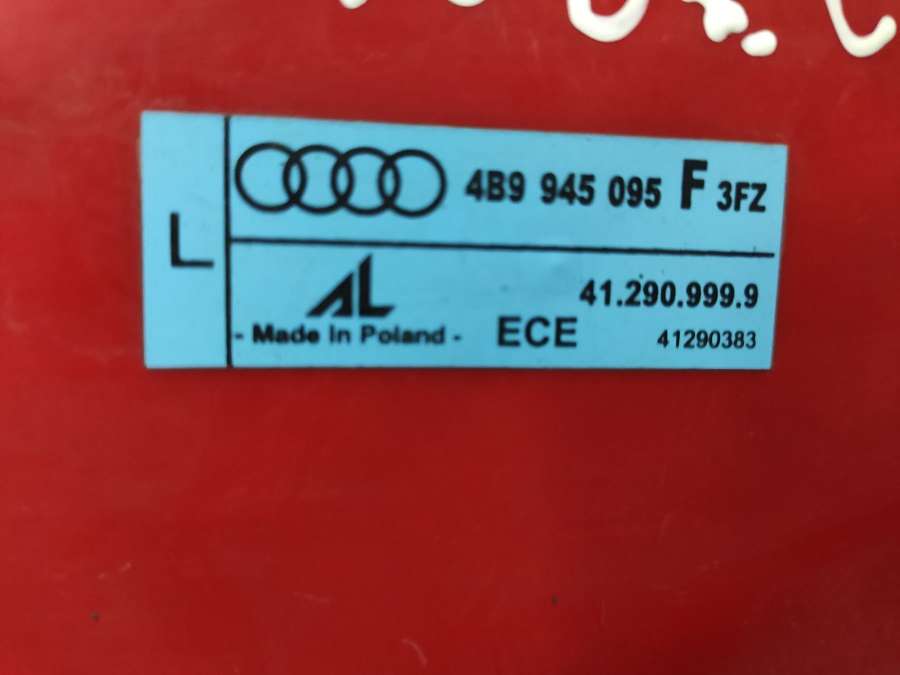 L
4B9 945 095 F 3FZ
AL
41.290.999.9
- Made in Poland - ECE 41290383